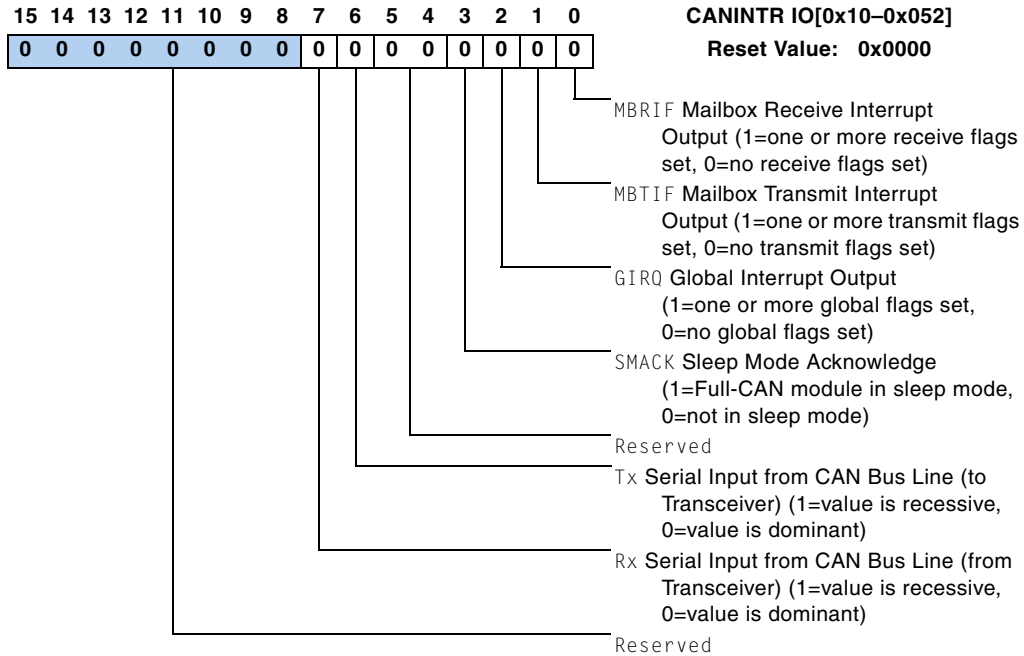 15 14 13 12 11 10 9 8 7 6 5 4 3 2 1 0
CANINTR IO[0x10–0x052]
0 0 0 0 0 0 0 0 0 0 0 0 0 0 0 0
Reset Value: 0x0000
MBRIF Mailbox Receive Interrupt
Output (1=one or more receive flags
set, 0=no receive flags set)
MBTIF Mailbox Transmit Interrupt
Output (1=one or more transmit flags
set, 0=no transmit flags set)
GIRQ Global Interrupt Output
(1=one or more global flags set,
0=no global flags set)
SMACK Sleep Mode Acknowledge
(1=Full-CAN module in sleep mode,
0=not in sleep mode)
Reserved
Tx Serial Input from CAN Bus Line (to
Transceiver) (1=value is recessive,
0=value is dominant)
Rx Serial Input from CAN Bus Line (from
Transceiver) (1=value is recessive,
0=value is dominant)
Reserved